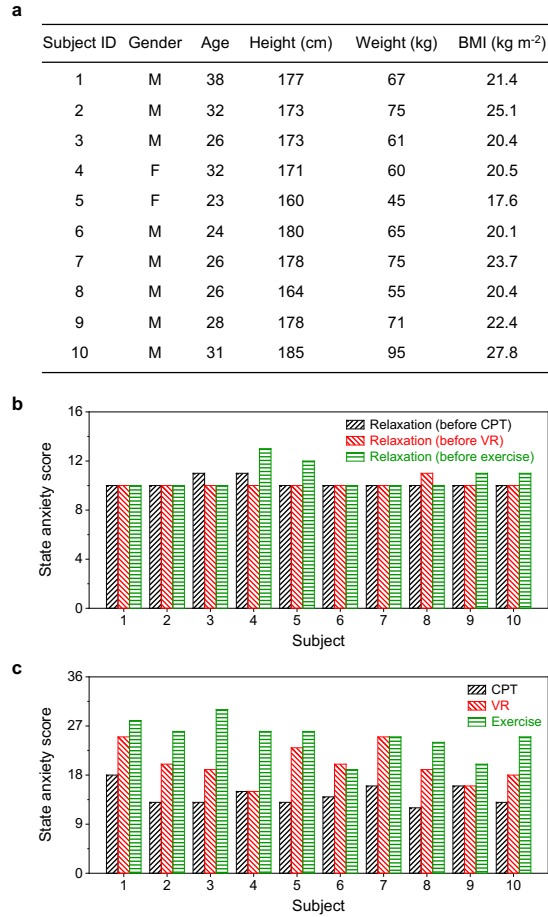 a
Subject ID Gender Age Height (cm) Weight (kg) BMI (kg m-2)
1 M 38 177 67 21.4
2 M 32 173 75 25.1
3 M 26 173 61 20.4
4 F 32 171 60 20.5
5 F 23 160 45 17.6
6 M 24 180 65 20.1
7 M 26 178 75 23.7
8 M 26 164 55 20.4
9 M 28 178 71 22.4
10 M 31 185 95 27.8
b
16
12
8
4
0
State anxiety score
Relaxation (before CPT)
Relaxation (before VR)
Relaxation (before exercise)
1 2 3 4 5 6 7 8 9 10
Subject
c
36
27
18
9
0
State anxiety score
CPT
VR
Exercise
1 2 3 4 5 6 7 8 9 10
Subject